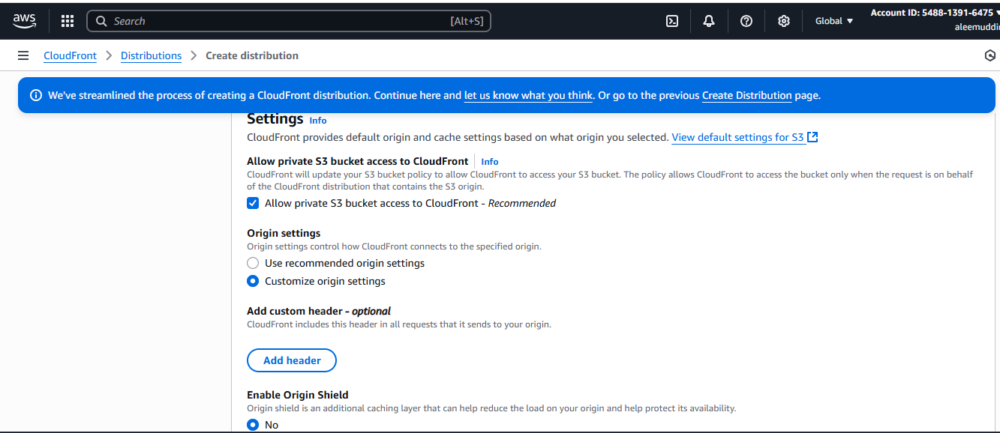 aws
Search
[Alt+S]
Global
Account ID: 5488-1391-6475
aleemuddin
CloudFront
Distributions
Create distribution
We've streamlined the process of creating a CloudFront distribution. Continue here and let us know what you think. Or go to the previous Create Distribution page.
Settings Info
CloudFront provides default origin and cache settings based on what origin you selected. View default settings for S3
Allow private S3 bucket access to CloudFront Info
CloudFront will update your S3 bucket policy to allow CloudFront to access your S3 bucket. The policy allows CloudFront to access the bucket only when the request is on behalf
of the CloudFront distribution that contains the S3 origin.
Allow private S3 bucket access to CloudFront - Recommended
Origin settings
Origin settings control how CloudFront connects to the specified origin.
Use recommended origin settings
Customize origin settings
Add custom header - optional
CloudFront includes this header in all requests that it sends to your origin.
Add header
Enable Origin Shield
Origin shield is an additional caching layer that can help reduce the load on your origin and help protect its availability.
No